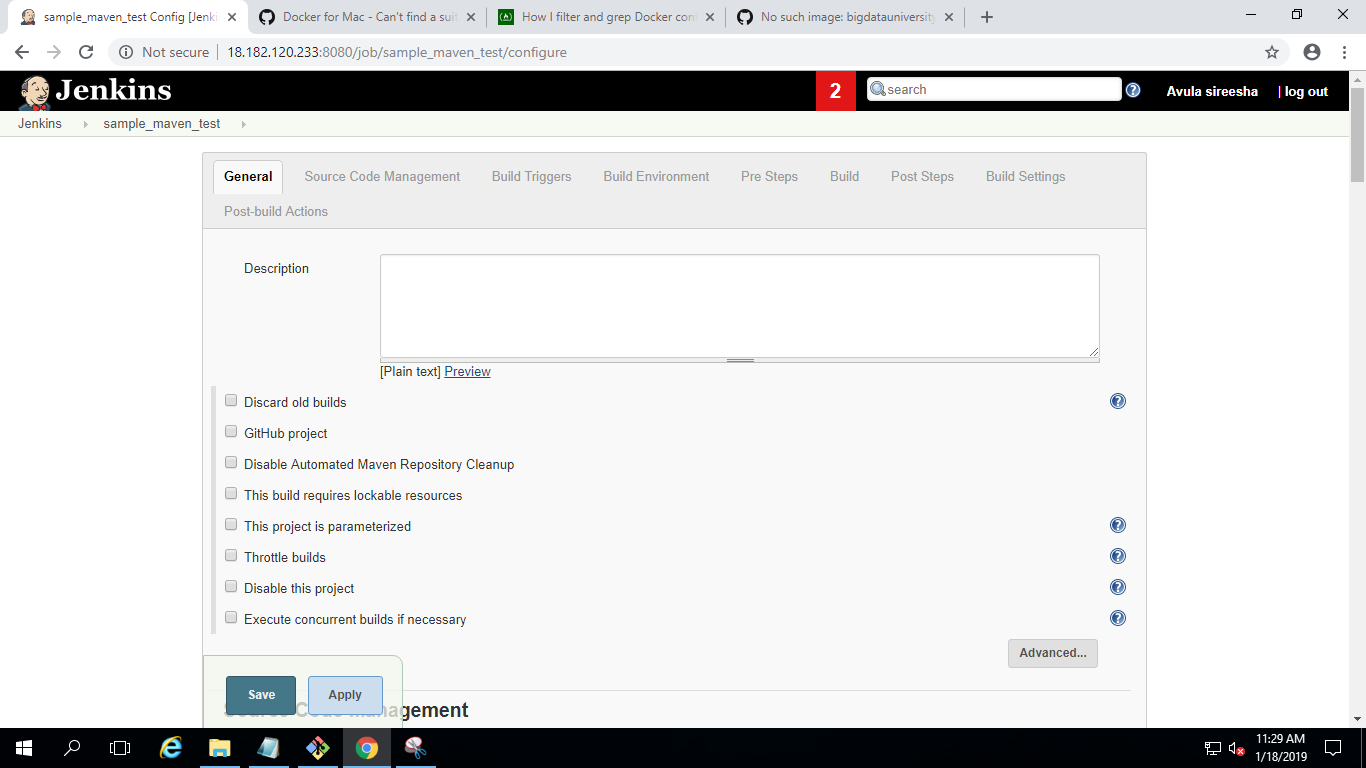 sample_maven_test Config [Jenki
Docker for Mac - Can't find a suit
How I filter and grep Docker con
No such image: bigdatauniversity
Not secure | 18.182.120.233:8080/job/sample_maven_test/configure
Jenkins
2
search
Avula sireesha
| log out
Jenkins
sample_maven_test
General
Source Code Management
Build Triggers
Build Environment
Pre Steps
Build
Post Steps
Build Settings
Post-build Actions
Description
[Plain text] Preview
Discard old builds
GitHub project
Disable Automated Maven Repository Cleanup
This build requires lockable resources
This project is parameterized
Throttle builds
Disable this project
Execute concurrent builds if necessary
Advanced...
Save
Apply
Source Code Management
11:29 AM
1/18/2019